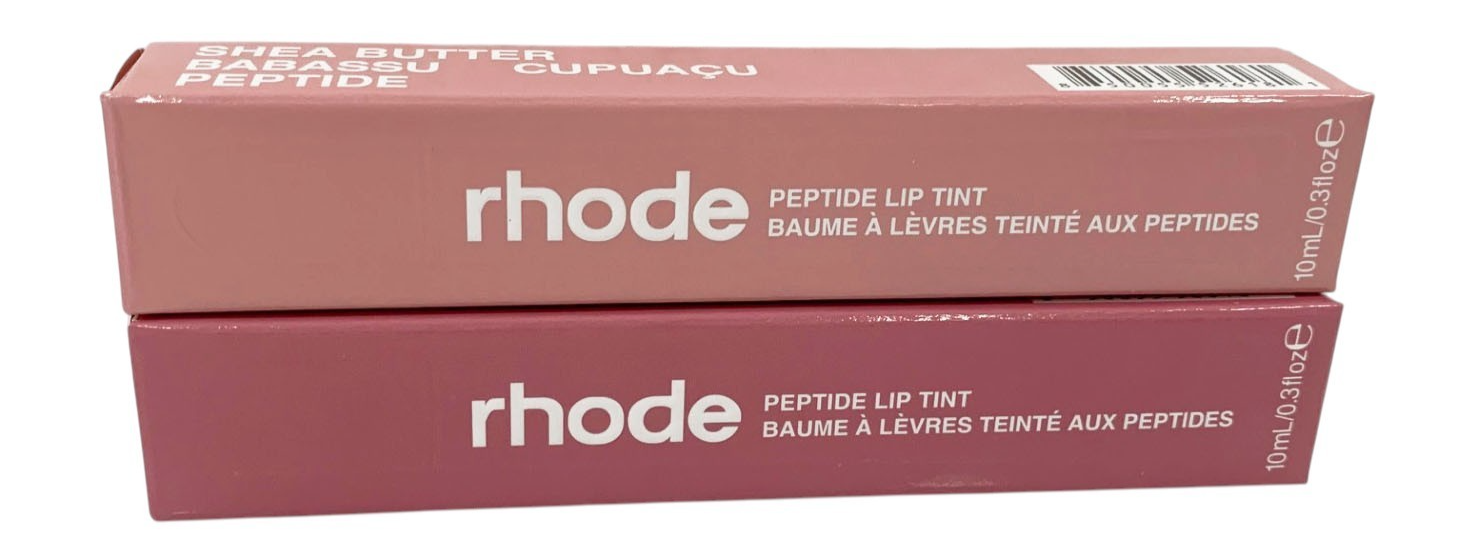 SHEA BUTTER
BABASSU CUPUAÇU
PEPTIDE
rhode
PEPTIDE LIP TINT
BAUME À LÈVRES TEINTÉ AUX PEPTIDES
10mL/0.3floz℮
rhode
PEPTIDE LIP TINT
BAUME À LÈVRES TEINTÉ AUX PEPTIDES
10mL/0.3floz℮